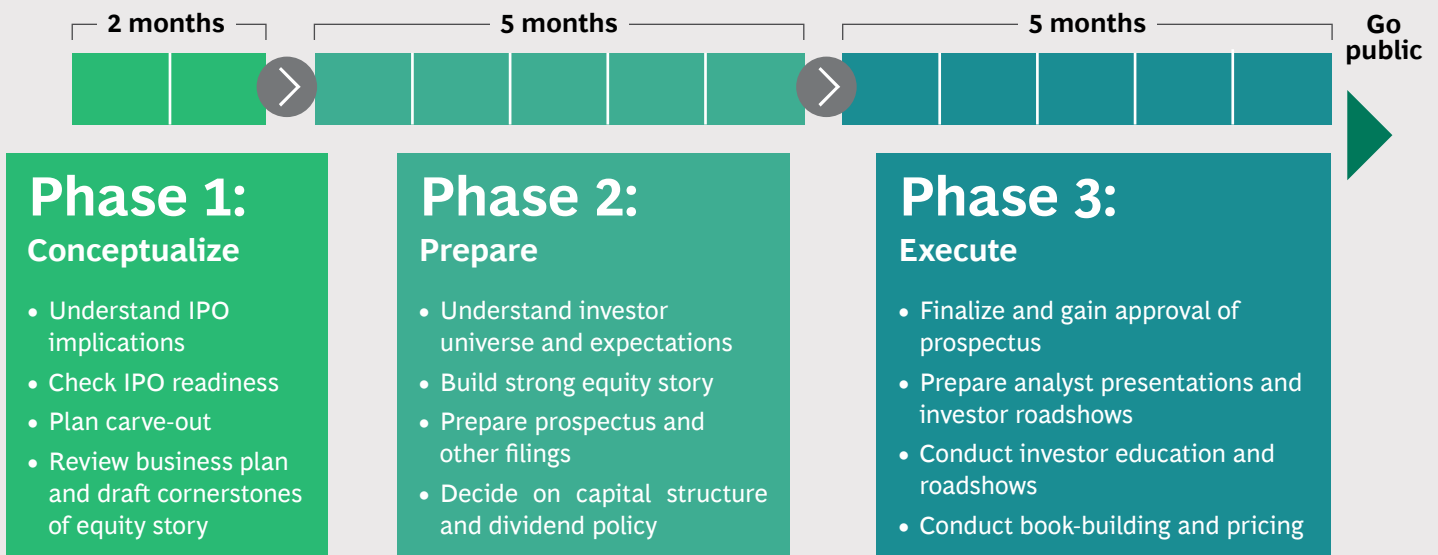 2 months
5 months
5 months
Go
public
Phase 1:
Conceptualize
• Understand IPO
implications
• Check IPO readiness
• Plan carve-out
• Review business plan
and draft cornerstones
of equity story
Phase 2:
Prepare
• Understand investor
universe and expectations
• Build strong equity story
• Prepare prospectus and
other filings
• Decide on capital structure
and dividend policy
Phase 3:
Execute
• Finalize and gain approval of
prospectus
• Prepare analyst presentations and
investor roadshows
• Conduct investor education and
roadshows
• Conduct book-building and pricing